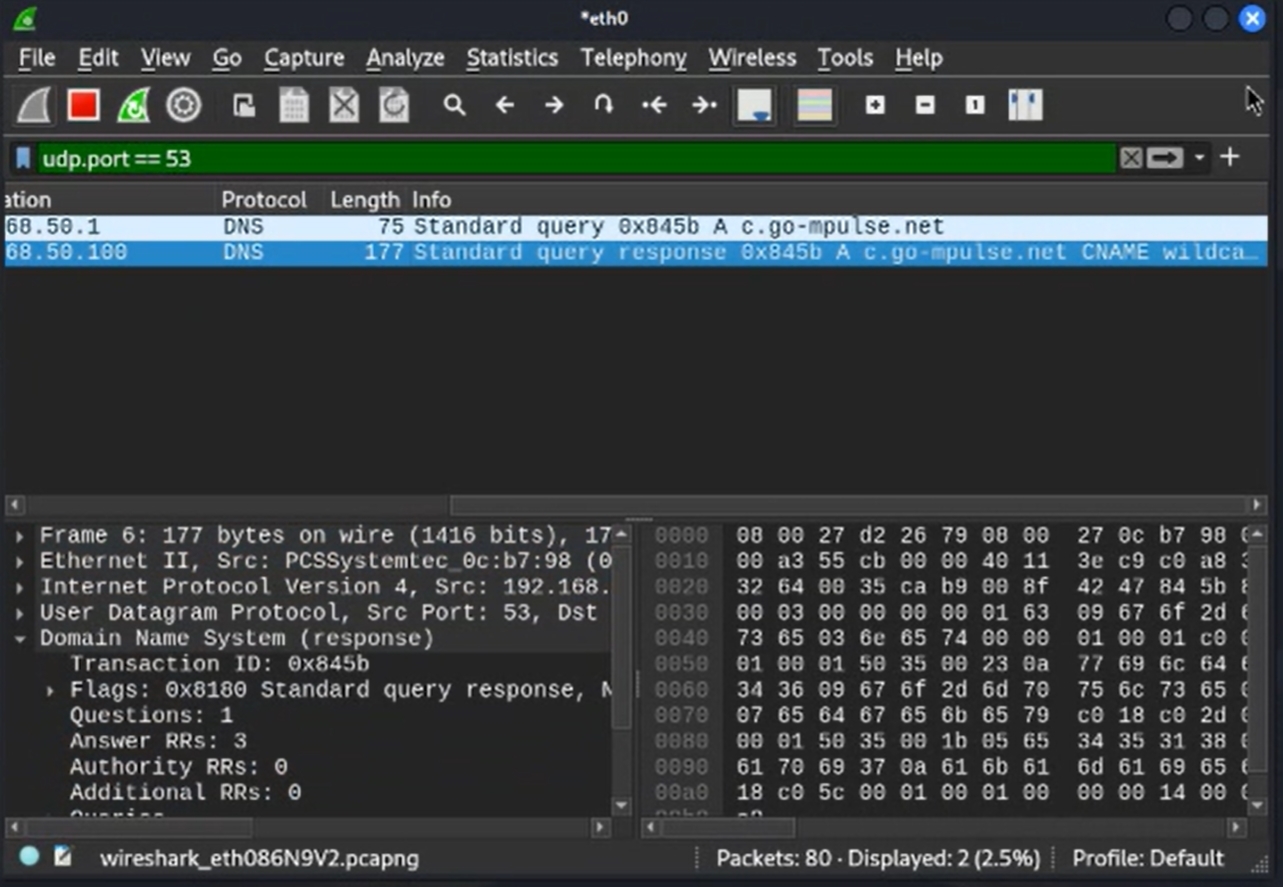 *eth0
File Edit View Go Capture Analyze Statistics Telephony Wireless Tools Help
udp.port == 53
ation Protocol Length Info
68.50.1 DNS 75 Standard query 0x845b A c.go-mpulse.net
68.50.100 DNS 177 Standard query response 0x845b A c.go-mpulse.net CNAME wildca…
Frame 6: 177 bytes on wire (1416 bits), 17
Ethernet II, Src: PCSSystemtec_0c:b7:98 (0
Internet Protocol Version 4, Src: 192.168.
User Datagram Protocol, Src Port: 53, Dst
Domain Name System (response)
Transaction ID: 0x845b
Flags: 0x8180 Standard query response, N
Questions: 1
Answer RRs: 3
Authority RRs: 0
Additional RRs: 0
0000 08 00 27 d2 26 79 08 00 27 0c b7 98
0010 00 a3 55 cb 00 00 40 11 3e c9 c0 a8
0020 32 64 00 35 ca b9 00 8f 42 47 84 5b
0030 00 03 00 00 00 00 01 63 09 67 6f 2d
0040 73 65 03 6e 65 74 00 00 01 00 01 c0
0050 01 00 01 50 35 00 23 0a 77 69 6c 64
0060 34 36 09 67 6f 2d 6d 70 75 6c 73 65
0070 07 65 64 67 65 6b 65 79 c0 18 c0 2d
0080 00 01 50 35 00 1b 05 65 34 35 31 38
0090 61 70 69 37 0a 61 6b 61 6d 61 69 65
00a0 18 c0 5c 00 01 00 01 00 00 00 14 00
wireshark_eth086N9V2.pcapng
Packets: 80 · Displayed: 2 (2.5%)
Profile: Default